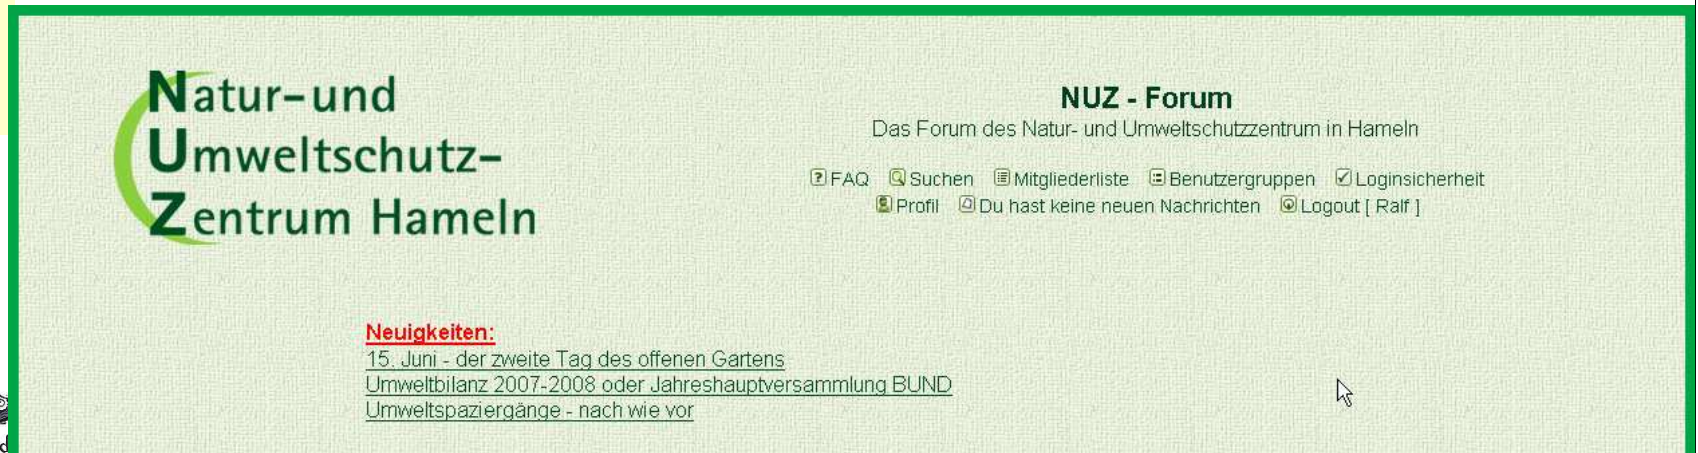 Natur-und
Umweltschutz-
Zentrum Hameln
NUZ - Forum
Das Forum des Natur- und Umweltschutzzentrum in Hameln
FAQ Suchen Mitgliederliste Benutzergruppen Loginsicherheit
Profil Du hast keine neuen Nachrichten Logout [ Ralf ]
Neuigkeiten:
15. Juni - der zweite Tag des offenen Gartens
Umweltbilanz 2007-2008 oder Jahreshauptversammlung BUND
Umweltspaziergänge - nach wie vor